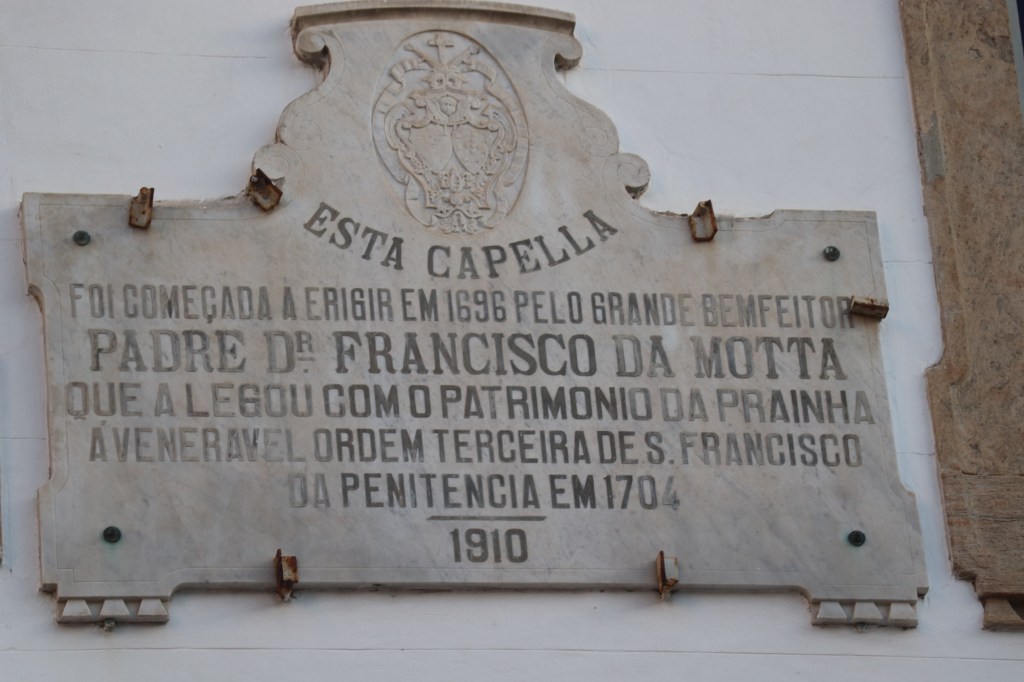 ESTA CAPELLA
FOI COMEÇADA A ERIGIR EM 1696 PELO GRANDE BEMFEITOR
PADRE DR. FRANCISCO DA MOTTA
QUE A LEGOU COM O PATRIMONIO DA PRAINHA
Á VENERAVEL ORDEM TERCEIRA DE S. FRANCISCO
DA PENITENCIA EM 1704
1910